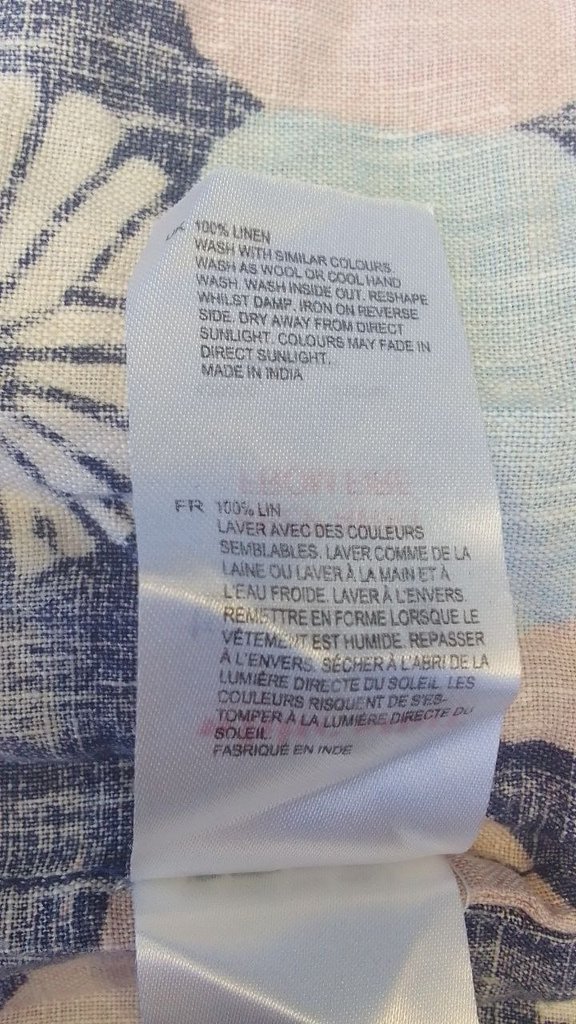 UK 100% LINEN
WASH WITH SIMILAR COLOURS.
WASH AS WOOL OR COOL HAND
WASH. WASH INSIDE OUT. RESHAPE
WHILST DAMP. IRON ON REVERSE
SIDE. DRY AWAY FROM DIRECT
SUNLIGHT. COLOURS MAY FADE IN
DIRECT SUNLIGHT.
MADE IN INDIA
FR 100% LIN
LAVER AVEC DES COULEURS
SEMBLABLES. LAVER COMME DE LA
LAINE OU LAVER À LA MAIN ET À
L'EAU FROIDE. LAVER À L'ENVERS.
REMETTRE EN FORME LORSQUE LE
VÊTEMENT EST HUMIDE. REPASSER
À L'ENVERS. SÉCHER À L'ABRI DE LA
LUMIÈRE DIRECTE DU SOLEIL. LES
COULEURS RISQUENT DE S'ES-
TOMPER À LA LUMIÈRE DIRECTE DU
SOLEIL
FABRIQUÉ EN INDE